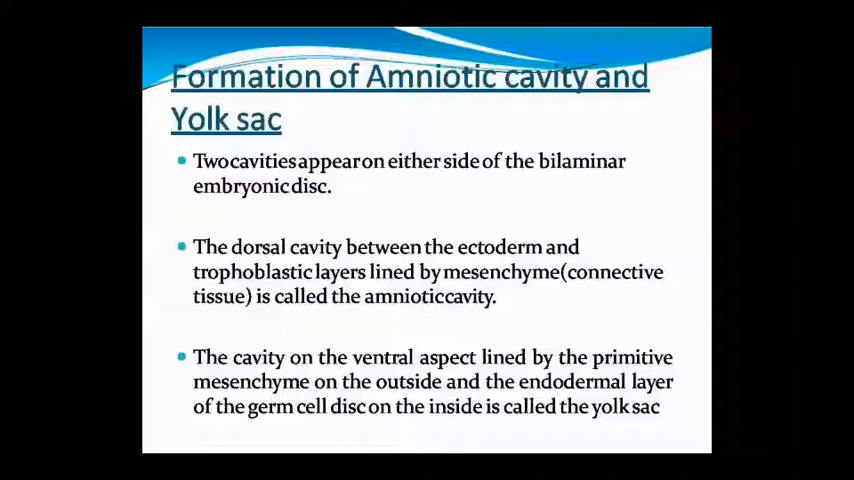 Formation of Amniotic cavity and
Yolk sac
Two cavities appear on either side of the bilaminar
embryonic disc.
The dorsal cavity between the ectoderm and
trophoblastic layers lined by mesenchyme(connective
tissue) is called the amniotic cavity.
The cavity on the ventral aspect lined by the primitive
mesenchyme on the outside and the endodermal layer
of the germ cell disc on the inside is called the yolk sac